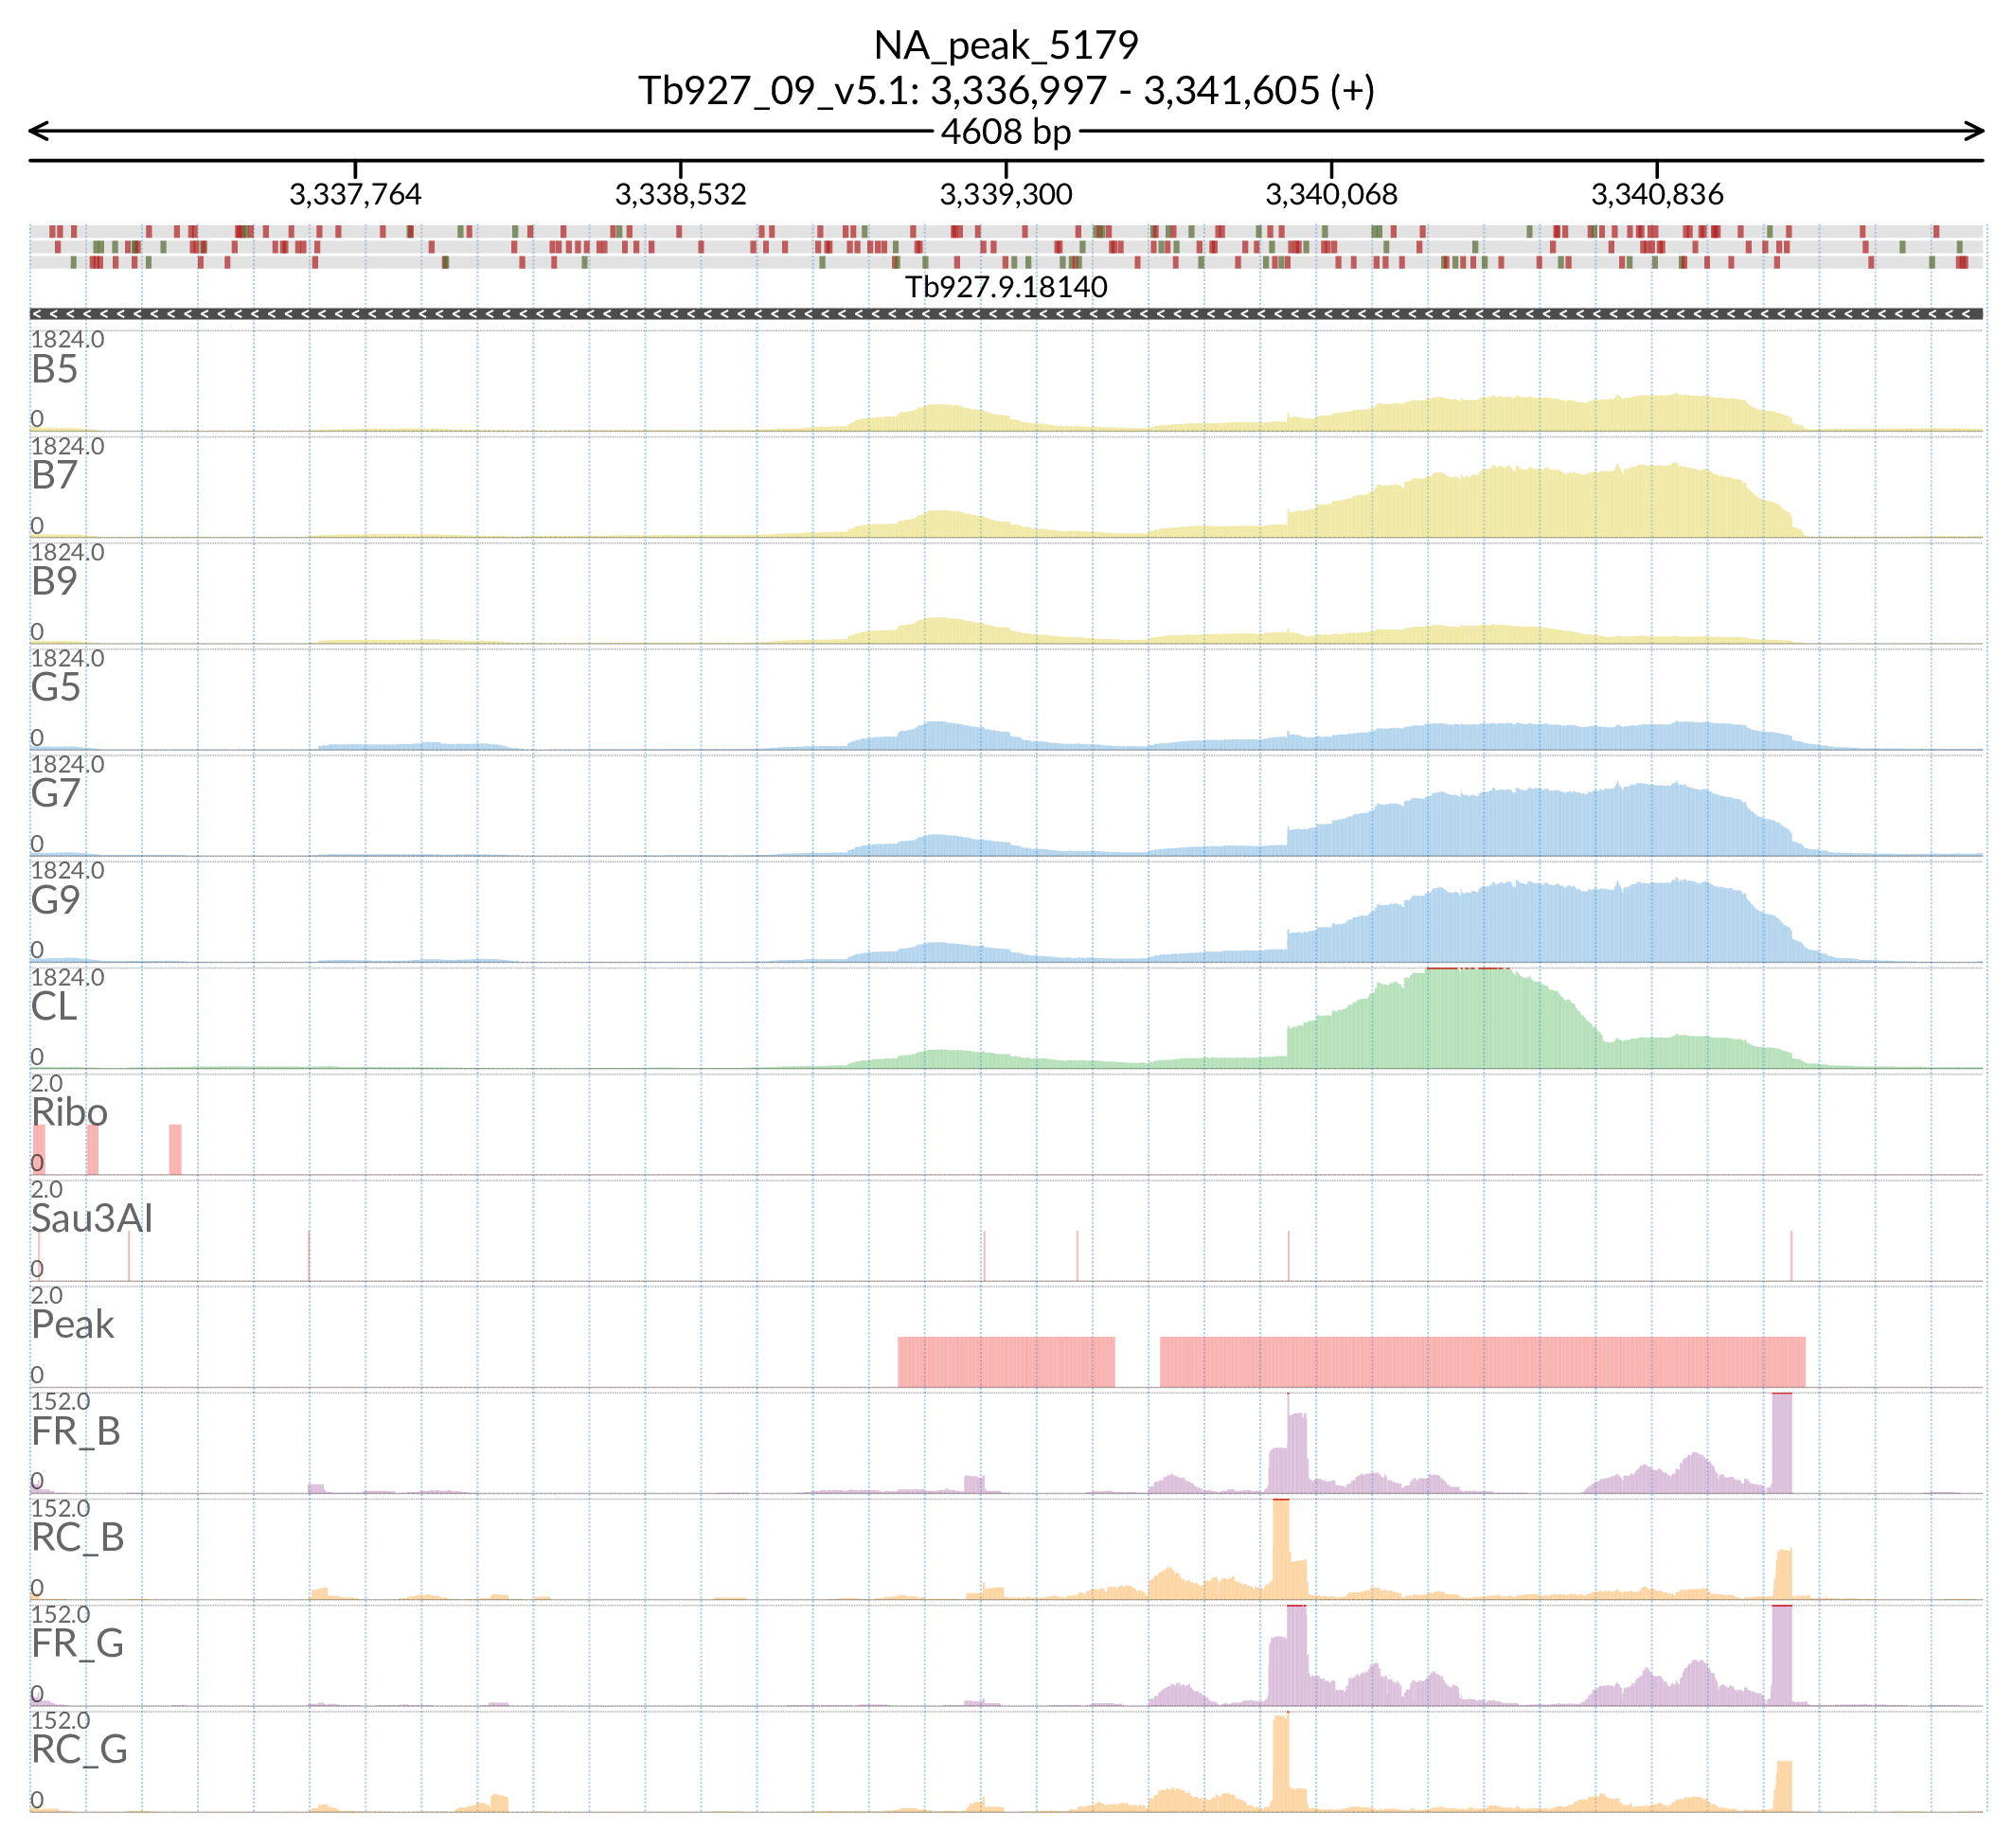 NA_peak_5179
Tb927_09_v5.1: 3,336,997 - 3,341,605 (+)
4608 bp
3,337,764 3,338,532 3,339,300 3,340,068 3,340,836
Tb927.9.18140
1824.0
B5
0
1824.0
B7
0
1824.0
B9
0
1824.0
G5
0
1824.0
G7
0
1824.0
G9
0
1824.0
CL
0
2.0
Ribo
0
2.0
Sau3AI
0
2.0
Peak
0
152.0
FR_B
0
152.0
RC_B
0
152.0
FR_G
0
152.0
RC_G
0